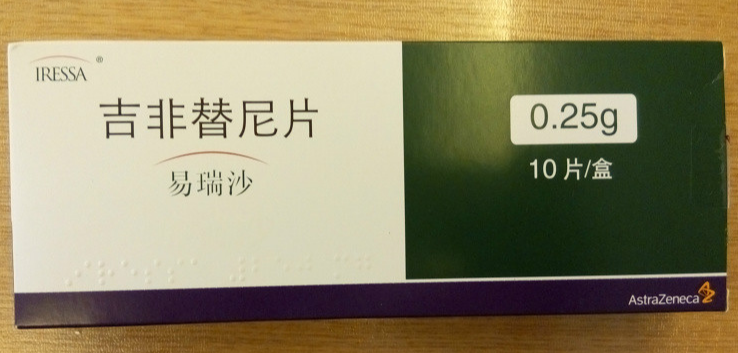 IRESSA®
吉非替尼片
易瑞沙
0.25g
10片/盒
AstraZeneca